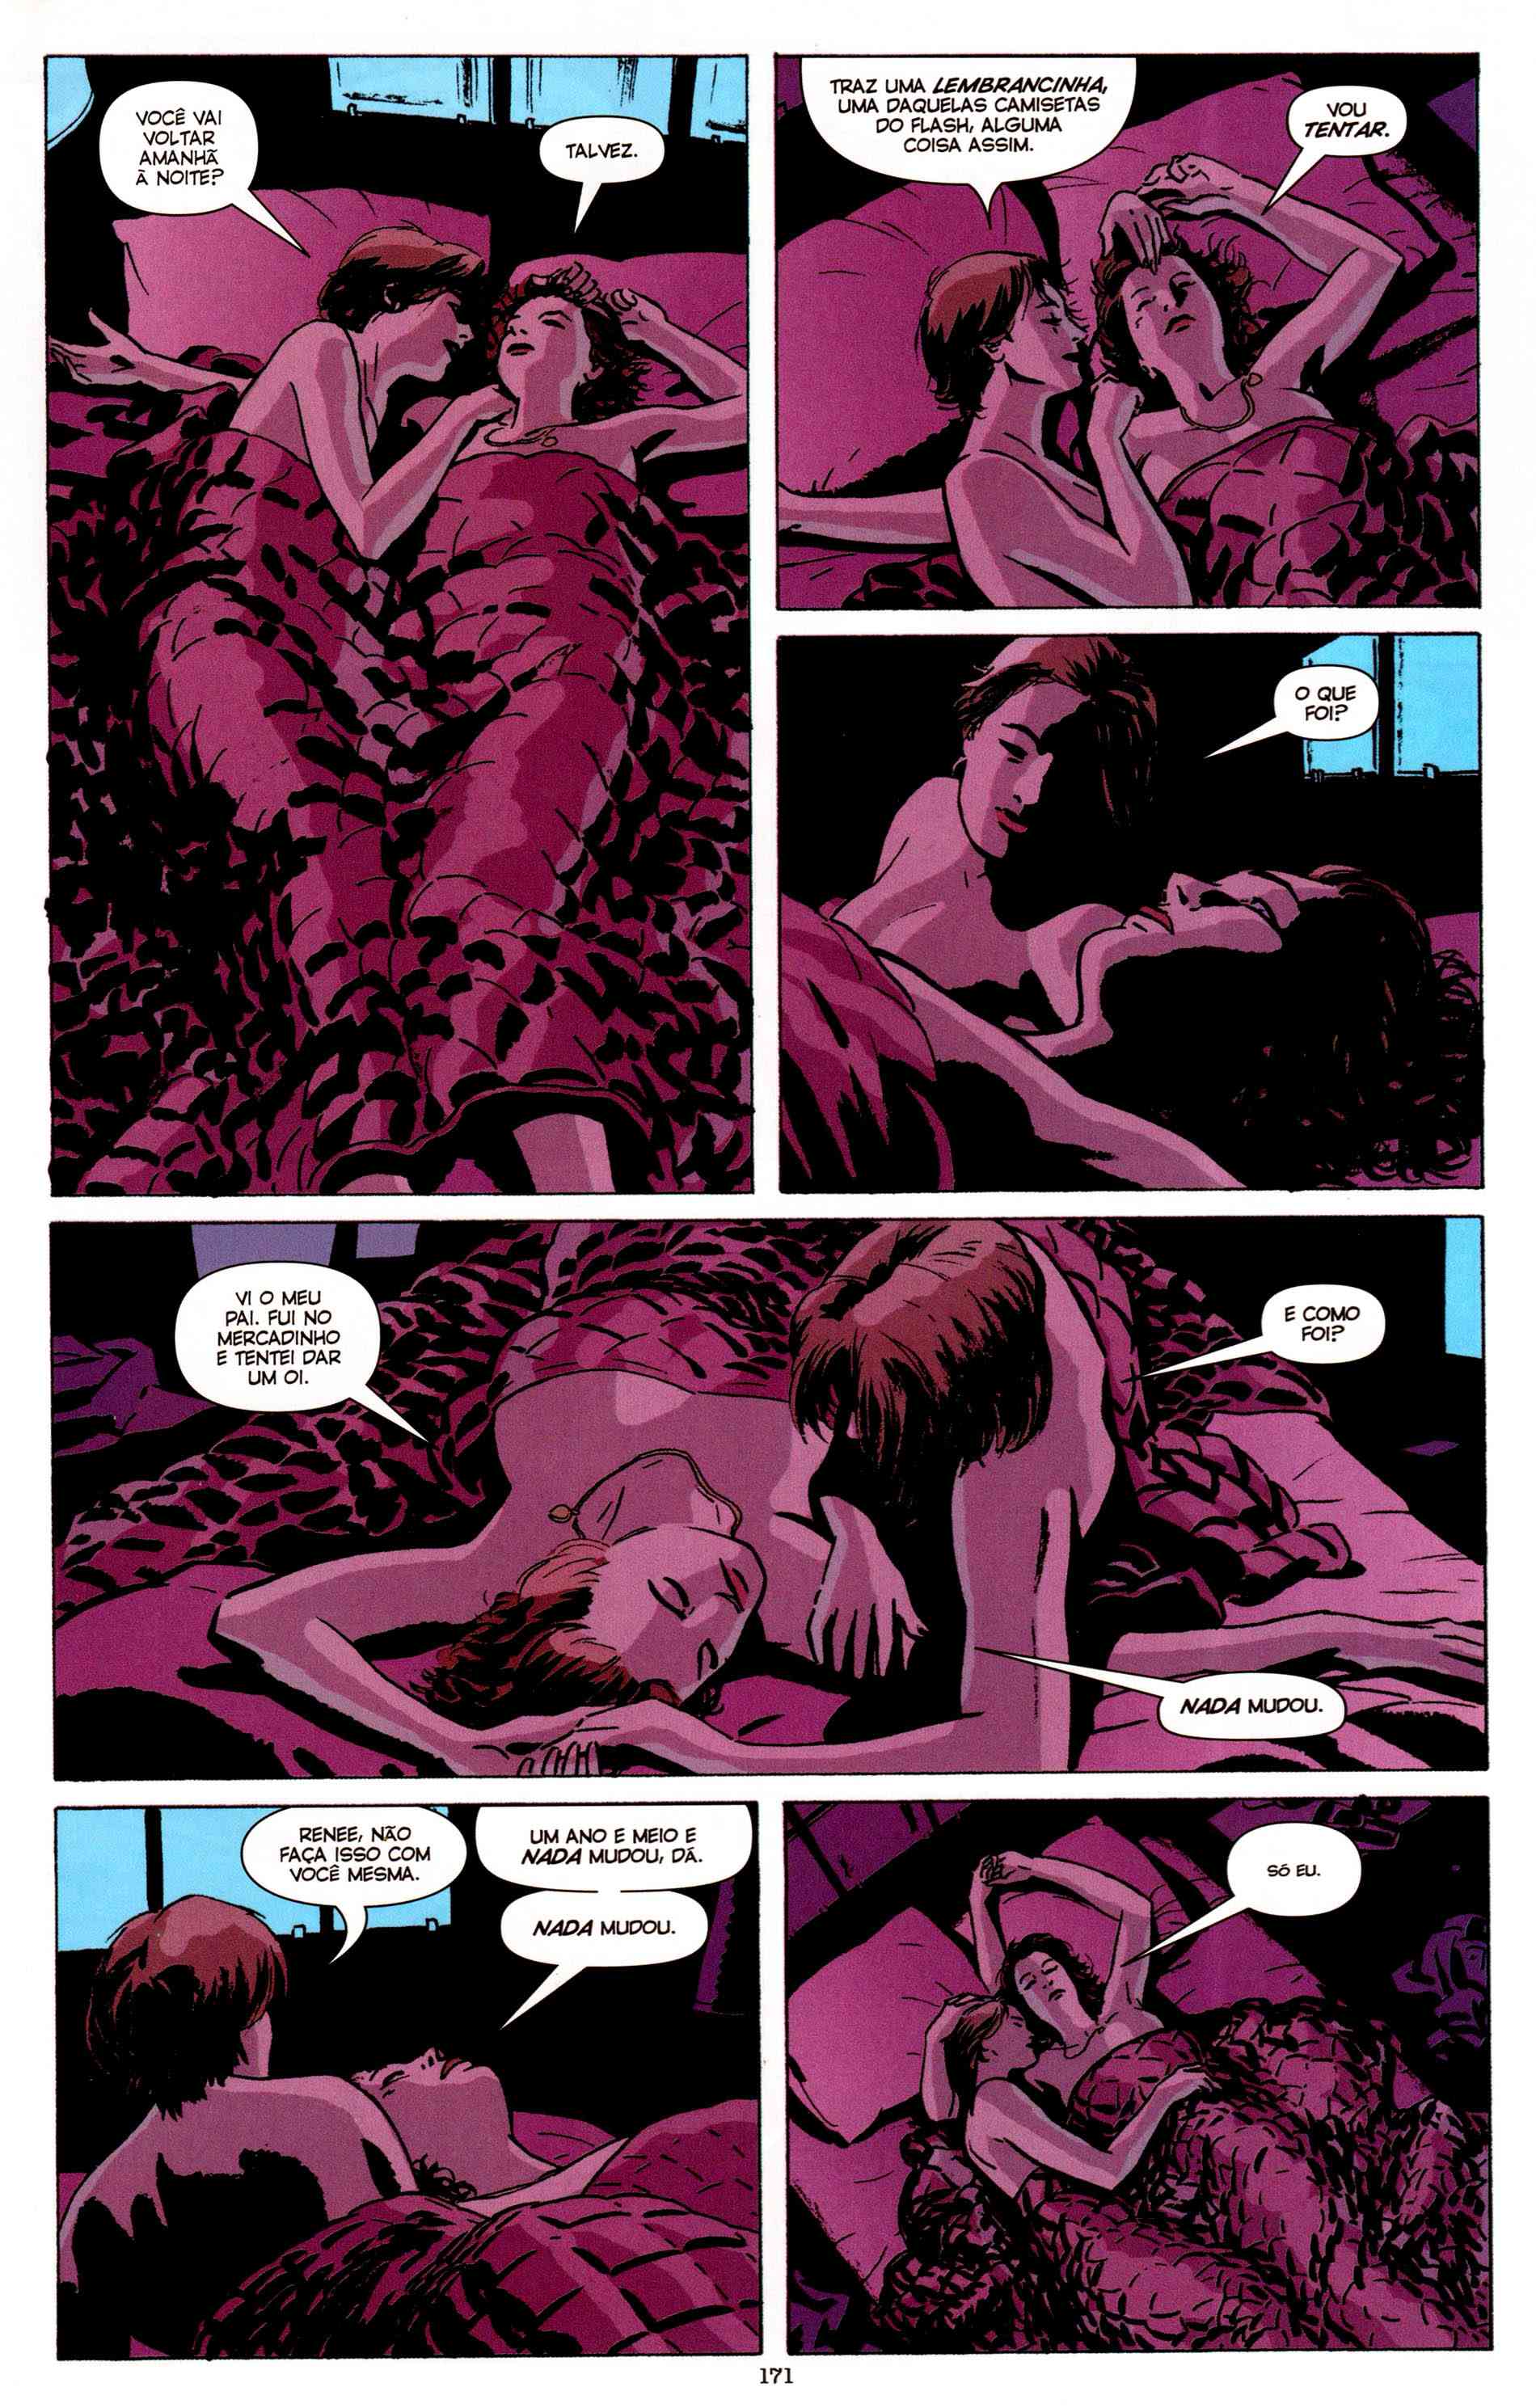 VOCÊ VAI
VOLTAR
AMANHÃ
À NOITE?
TALVEZ.
TRAZ UMA LEMBRANCINHA,
UMA DAQUELAS CAMISETAS
DO FLASH, ALGUMA
COISA ASSIM.
VOU
TENTAR.
O QUE
FOI?
VI O MEU
PAI. FUI NO
MERCADINHO
E TENTEI DAR
UM OI.
E COMO
FOI?
NADA MUDOU.
RENEE, NÃO
FAÇA ISSO COM
VOCÊ MESMA.
UM ANO E MEIO E
NADA MUDOU, DÁ.
NADA MUDOU.
SÓ EU.
171